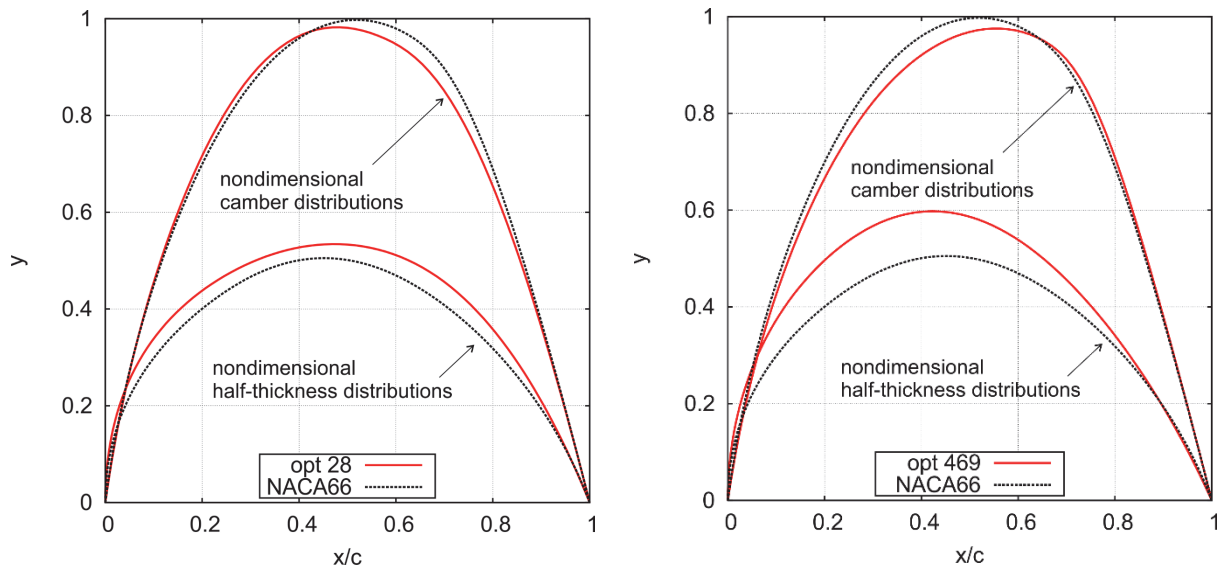 1
0.8
0.6
0.4
0.2
0
y
nondimensional
camber distributions
nondimensional
half-thickness distributions
opt 28
NACA66
0 0.2 0.4 0.6 0.8 1
x/c
1
0.8
0.6
0.4
0.2
0
y
nondimensional
camber distributions
nondimensional
half-thickness distributions
opt 469
NACA66
0 0.2 0.4 0.6 0.8 1
x/c